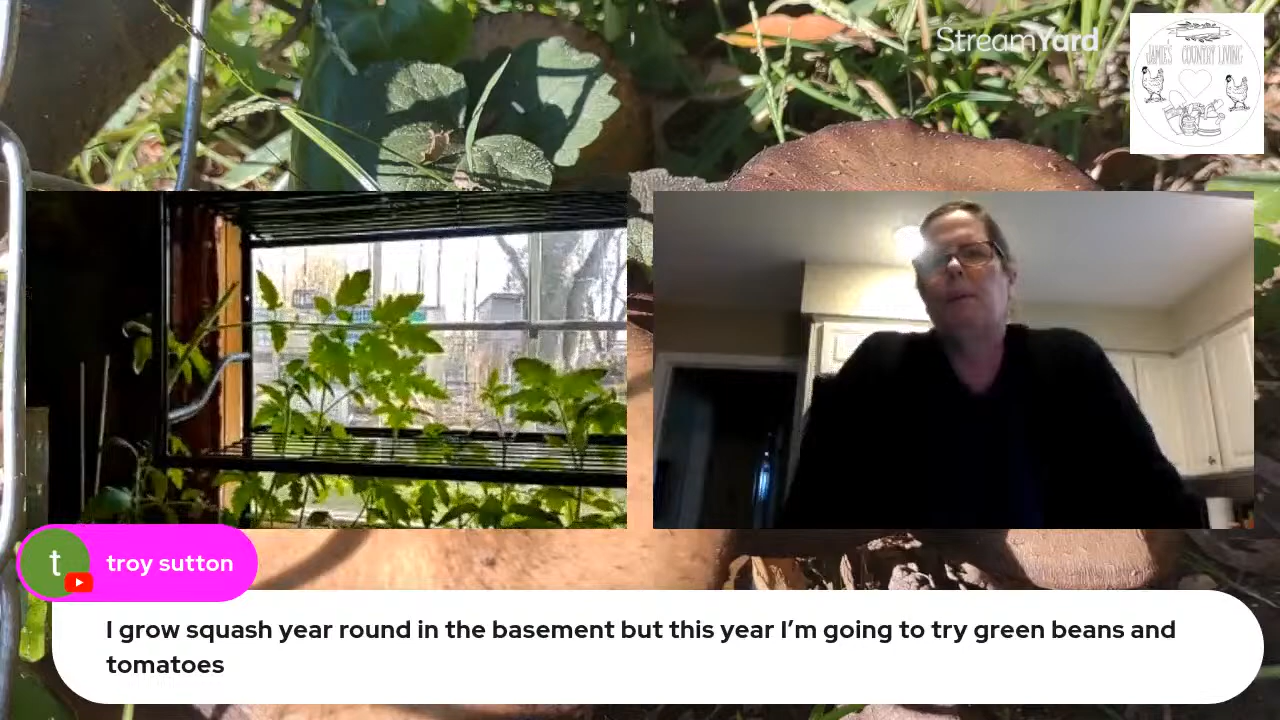 StreamYard
JAMIE'S COUNTRY LIVING
t troy sutton
I grow squash year round in the basement but this year I’m going to try green beans and
tomatoes